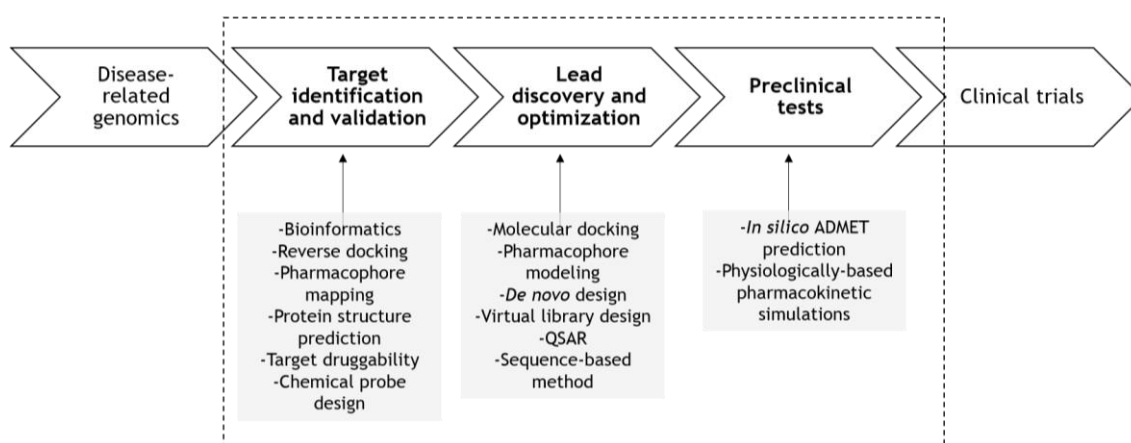 Disease-
related
genomics
Target
identification
and validation
Lead
discovery and
optimization
Preclinical
tests
Clinical trials
-Bioinformatics
-Reverse docking
-Pharmacophore
mapping
-Protein structure
prediction
-Target druggability
-Chemical probe
design
-Molecular docking
-Pharmacophore
modeling
-De novo design
-Virtual library design
-QSAR
-Sequence-based
method
-In silico ADMET
prediction
-Physiologically-based
pharmacokinetic
simulations